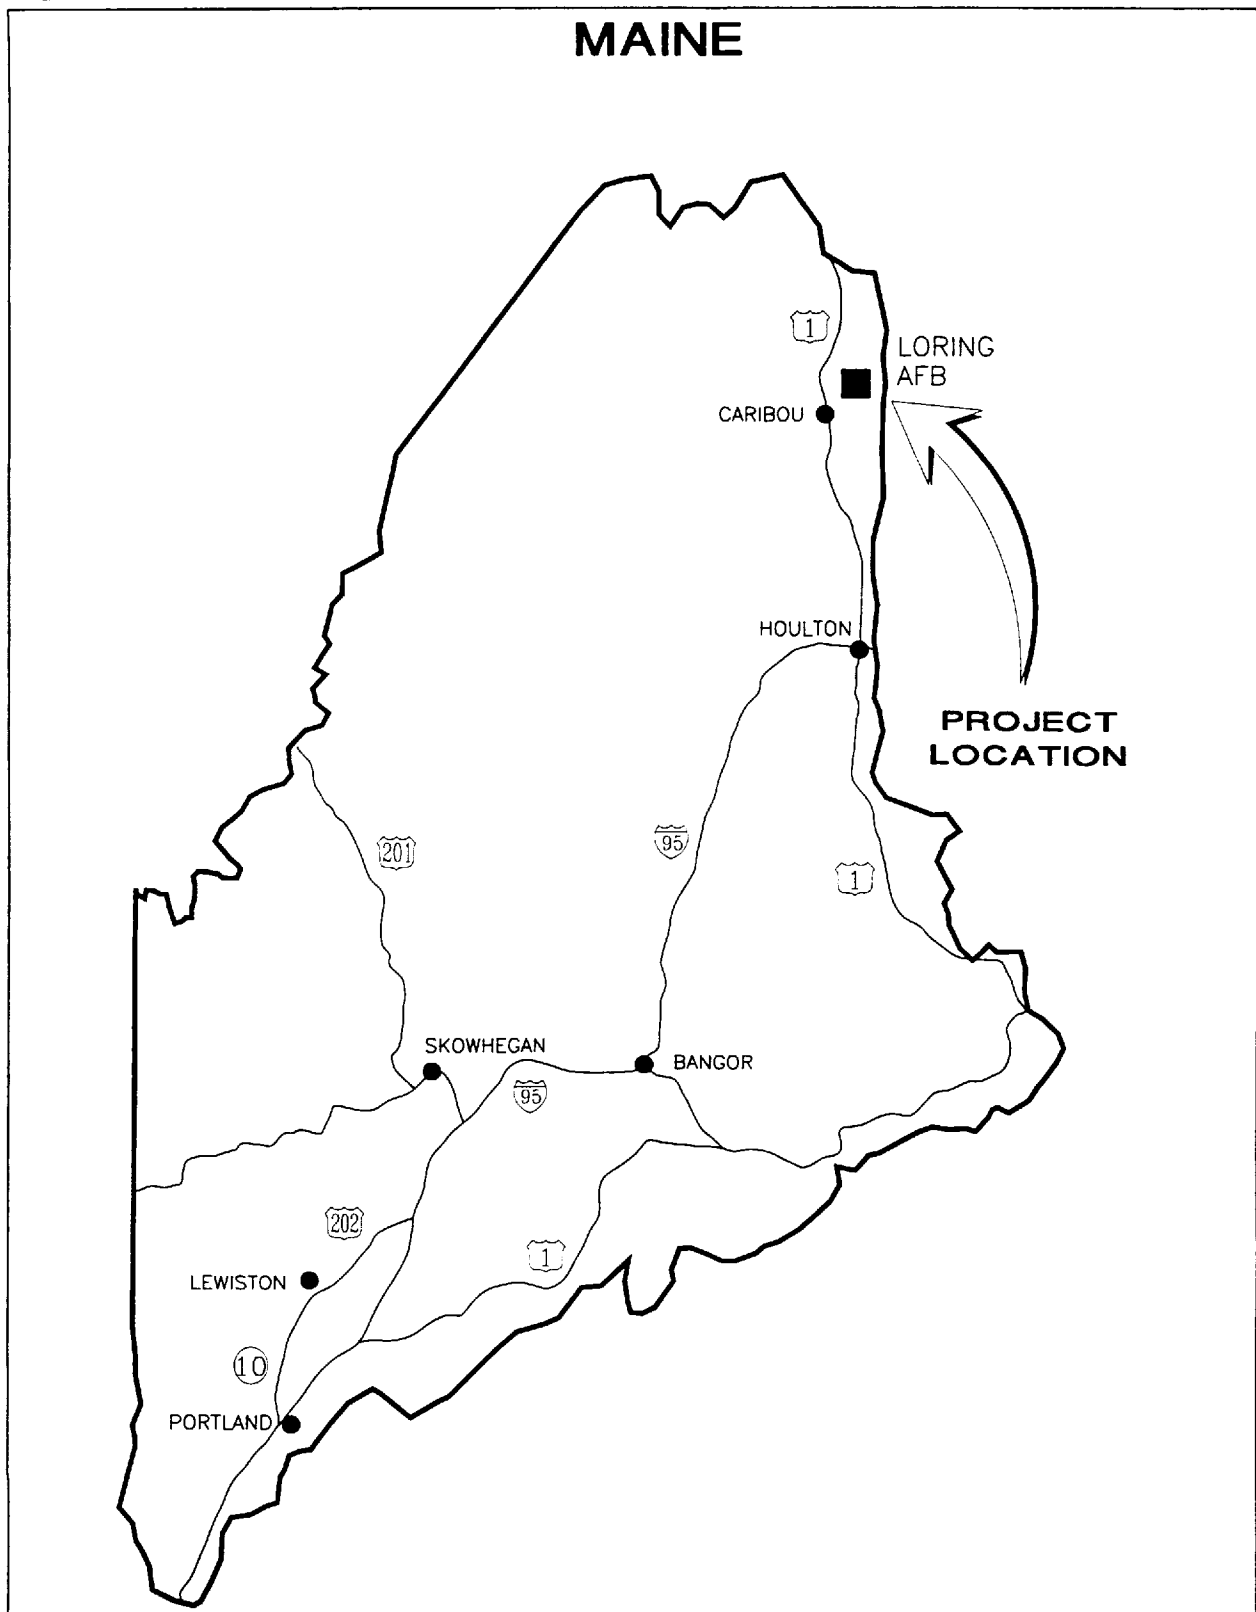 MAINE
1
LORING
AFB
CARIBOU
HOULTON
PROJECT
LOCATION
201
95
1
SKOWHEGAN
BANGOR
95
202
1
LEWISTON
10
PORTLAND